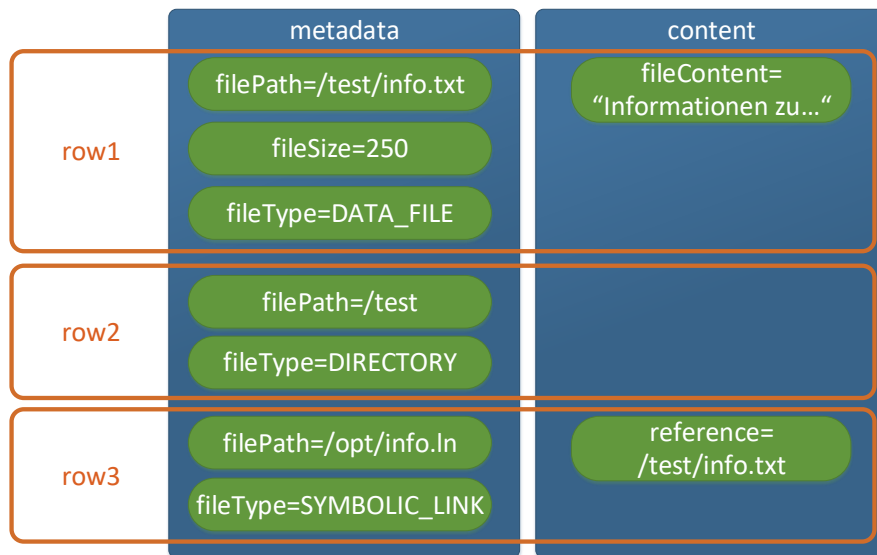 metadata
content
row1
filePath=/test/info.txt
fileSize=250
fileType=DATA_FILE
fileContent=
“Informationen zu…“
row2
filePath=/test
fileType=DIRECTORY
row3
filePath=/opt/info.ln
fileType=SYMBOLIC_LINK
reference=
/test/info.txt